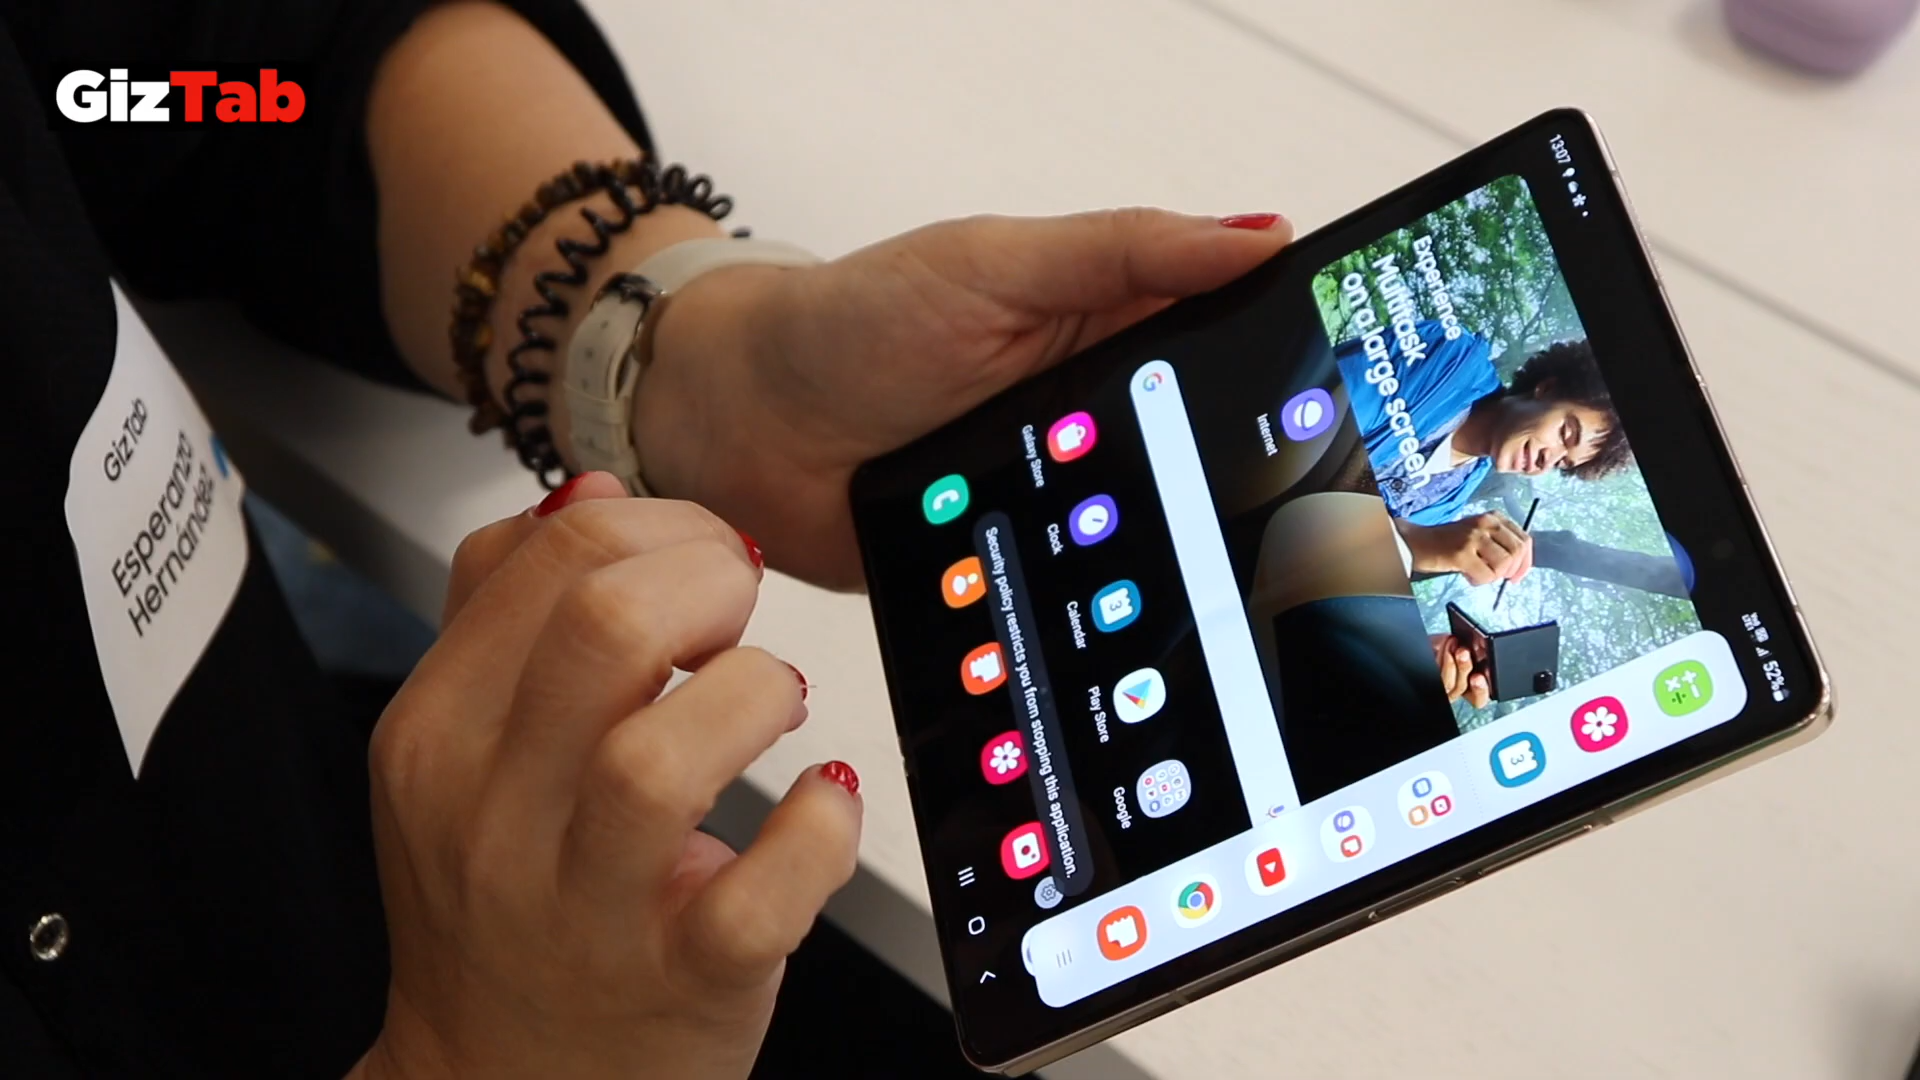 GizTab
GizTab
Esperanza
Hernández
13:07
52%
Experience
Multitask
on a large screen
Internet
Galaxy Store
Clock
Calendar
Play Store
Google
Security policy restricts you from stopping this application.